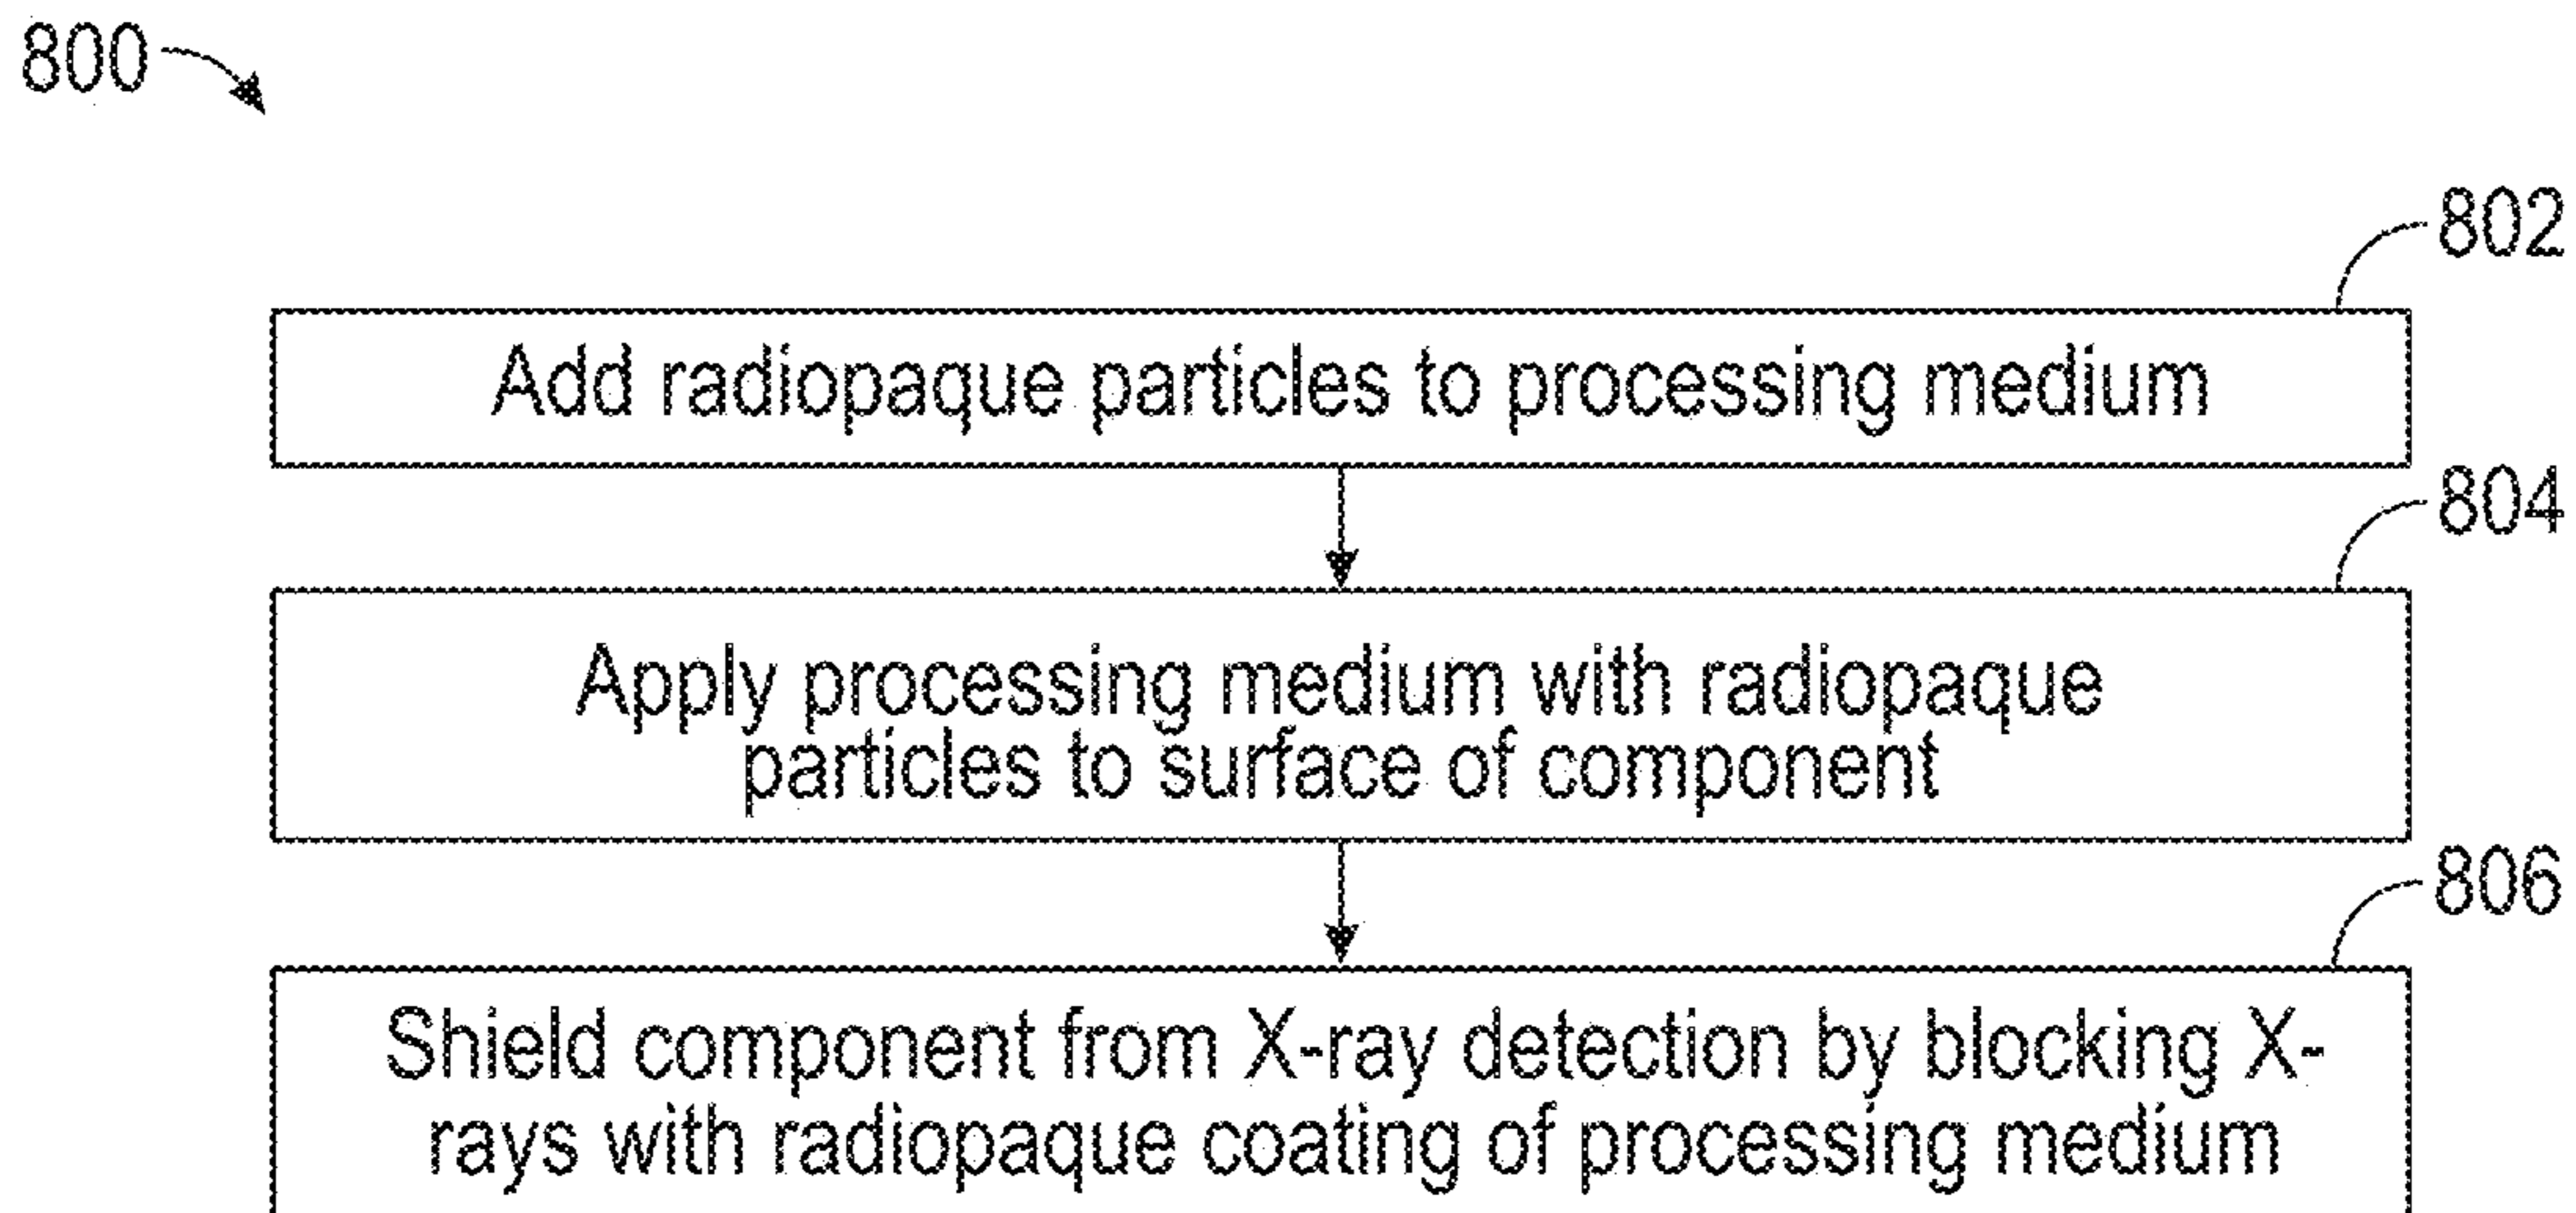 800
802
Add radiopaque particles to processing medium
804
Apply processing medium with radiopaque
particles to surface of component
806
Shield component from X-ray detection by blocking X-
rays with radiopaque coating of processing medium